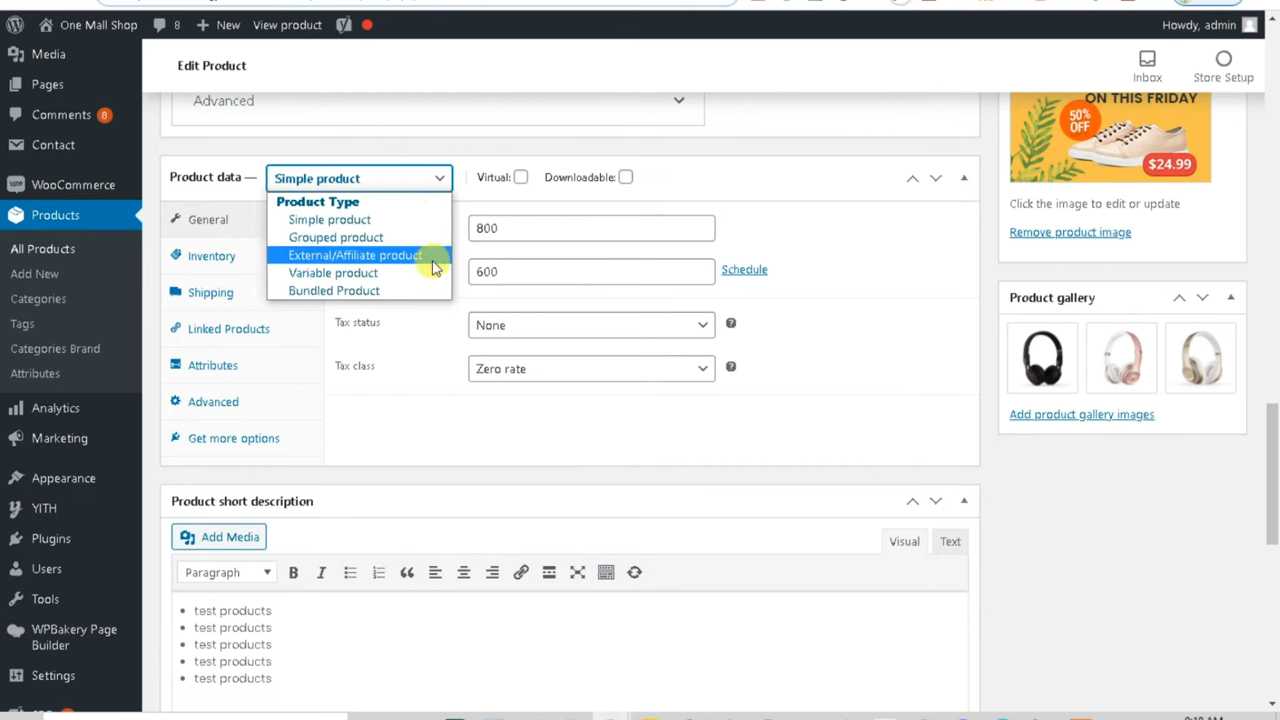 One Mall Shop
8
New
View product
Howdy, admin
Media
Pages
Comments 8
Contact
WooCommerce
Products
All Products
Add New
Categories
Tags
Categories Brand
Attributes
Analytics
Marketing
Appearance
YITH
Plugins
Users
Tools
WPBakery Page
Builder
Settings
Edit Product
Inbox
Store Setup
Advanced
Product data —
Simple product
Virtual:
Downloadable:
Product Type
Simple product
Grouped product
External/Affiliate product
Variable product
Bundled Product
General
Inventory
Shipping
Linked Products
Attributes
Advanced
Get more options
800
600
Schedule
Tax status
None
Tax class
Zero rate
Product short description
Add Media
Visual
Text
Paragraph
test products
test products
test products
test products
test products
ON THIS FRIDAY
50%
OFF
$24.99
Click the image to edit or update
Remove product image
Product gallery
Add product gallery images